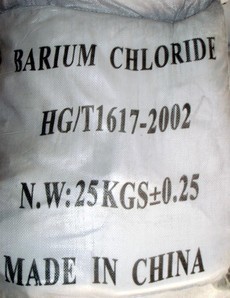 BARIUM CHLORIDE
HG/T1617-2002
N.W:25KGS±0.25
MADE IN CHINA